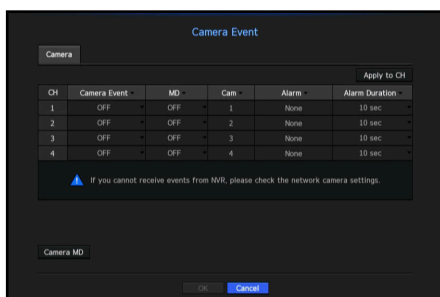 Camera Event
Camera
Apply to CH
CH Camera Event MD Cam Alarm Alarm Duration
1 OFF OFF 1 None 10 sec
2 OFF OFF 2 None 10 sec
3 OFF OFF 3 None 10 sec
4 OFF OFF 4 None 10 sec
If you cannot receive events from NVR, please check the network camera settings.
Camera MD
OK Cancel